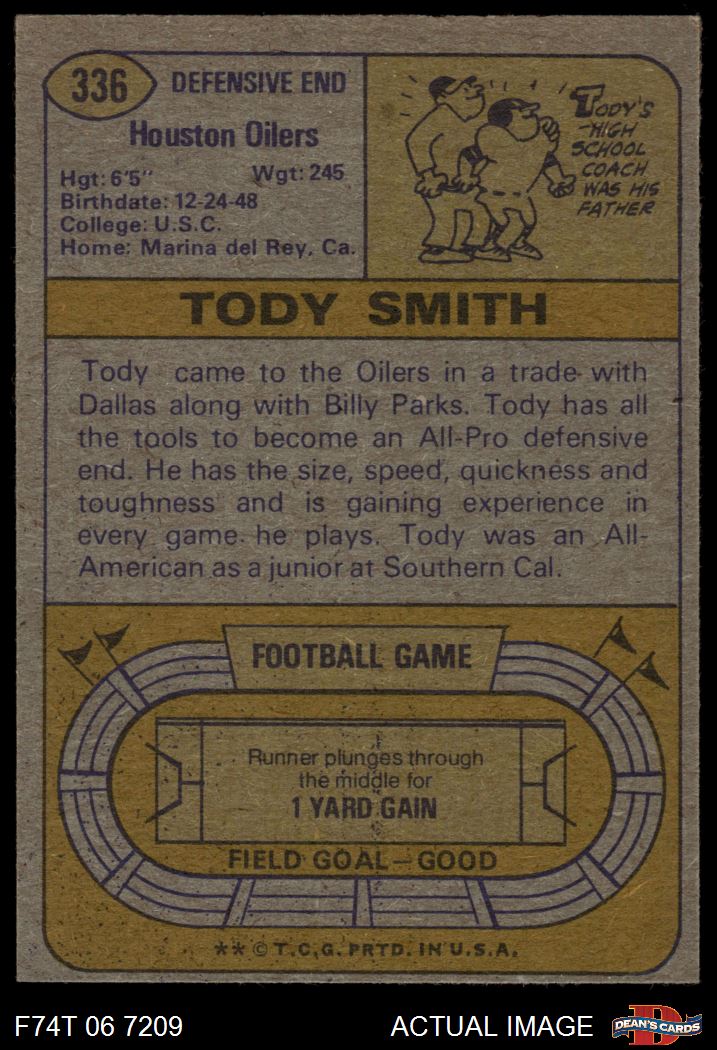 336
DEFENSIVE END
Houston Oilers
Hgt: 6'5" Wgt: 245
Birthdate: 12-24-48
College: U.S.C.
Home: Marina del Rey, Ca.
TODY'S
HIGH
SCHOOL
COACH
WAS HIS
FATHER
TODY SMITH
Tody came to the Oilers in a trade with
Dallas along with Billy Parks. Tody has all
the tools to become an All-Pro defensive
end. He has the size, speed, quickness and
toughness and is gaining experience in
every game he plays. Tody was an All-
American as a junior at Southern Cal.
FOOTBALL GAME
Runner plunges through
the middle for
1 YARD GAIN
FIELD GOAL—GOOD
** © T.C.G. PRTD. IN U.S.A.
F74T 06 7209
ACTUAL IMAGE
D
DEAN'S CARDS